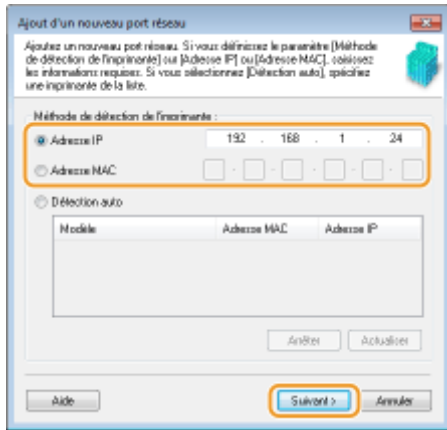 Ajout d'un nouveau port réseau
Ajoutez un nouveau port réseau. Si vous définissez le paramètre [Méthode
de détection de l'imprimante] sur [Adresse IP] ou [Adresse MAC], saisissez
les informations requises. Si vous sélectionnez [Détection auto], spécifiez
une imprimante de la liste.
Méthode de détection de l'imprimante :
Adresse IP 192 . 168 . 1 . 24
Adresse MAC - - - - -
Détection auto
Modèle Adresse MAC Adresse IP
Arrêter Actualiser
Aide Suivant > Annuler